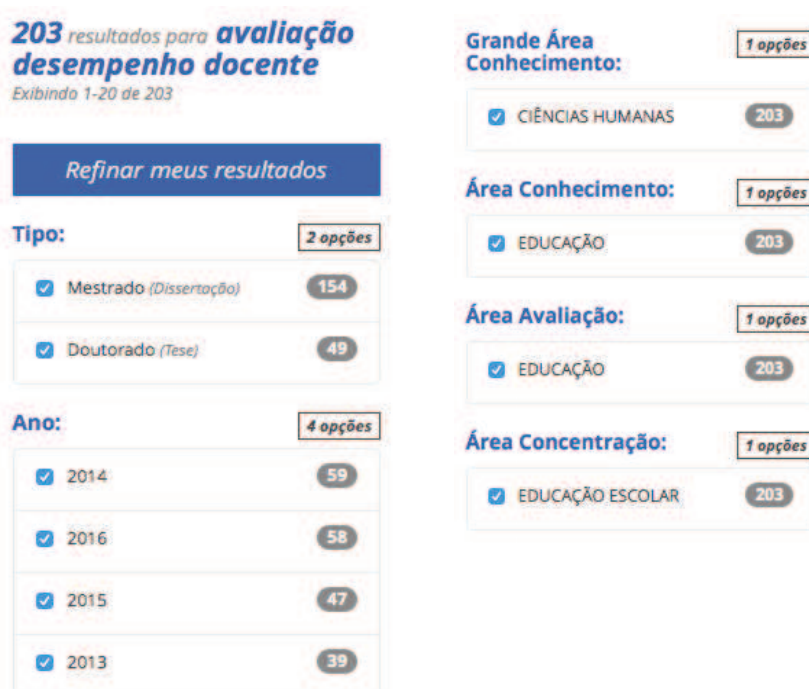 203 resultados para avaliação
desempenho docente
Exibindo 1-20 de 203
Refinar meus resultados
Tipo: 2 opções
Mestrado (Dissertação) 154
Doutorado (Tese) 49
Ano: 4 opções
2014 59
2016 58
2015 47
2013 39
Grande Área
Conhecimento: 1 opções
CIÊNCIAS HUMANAS 203
Área Conhecimento: 1 opções
EDUCAÇÃO 203
Área Avaliação: 1 opções
EDUCAÇÃO 203
Área Concentração: 1 opções
EDUCAÇÃO ESCOLAR 203